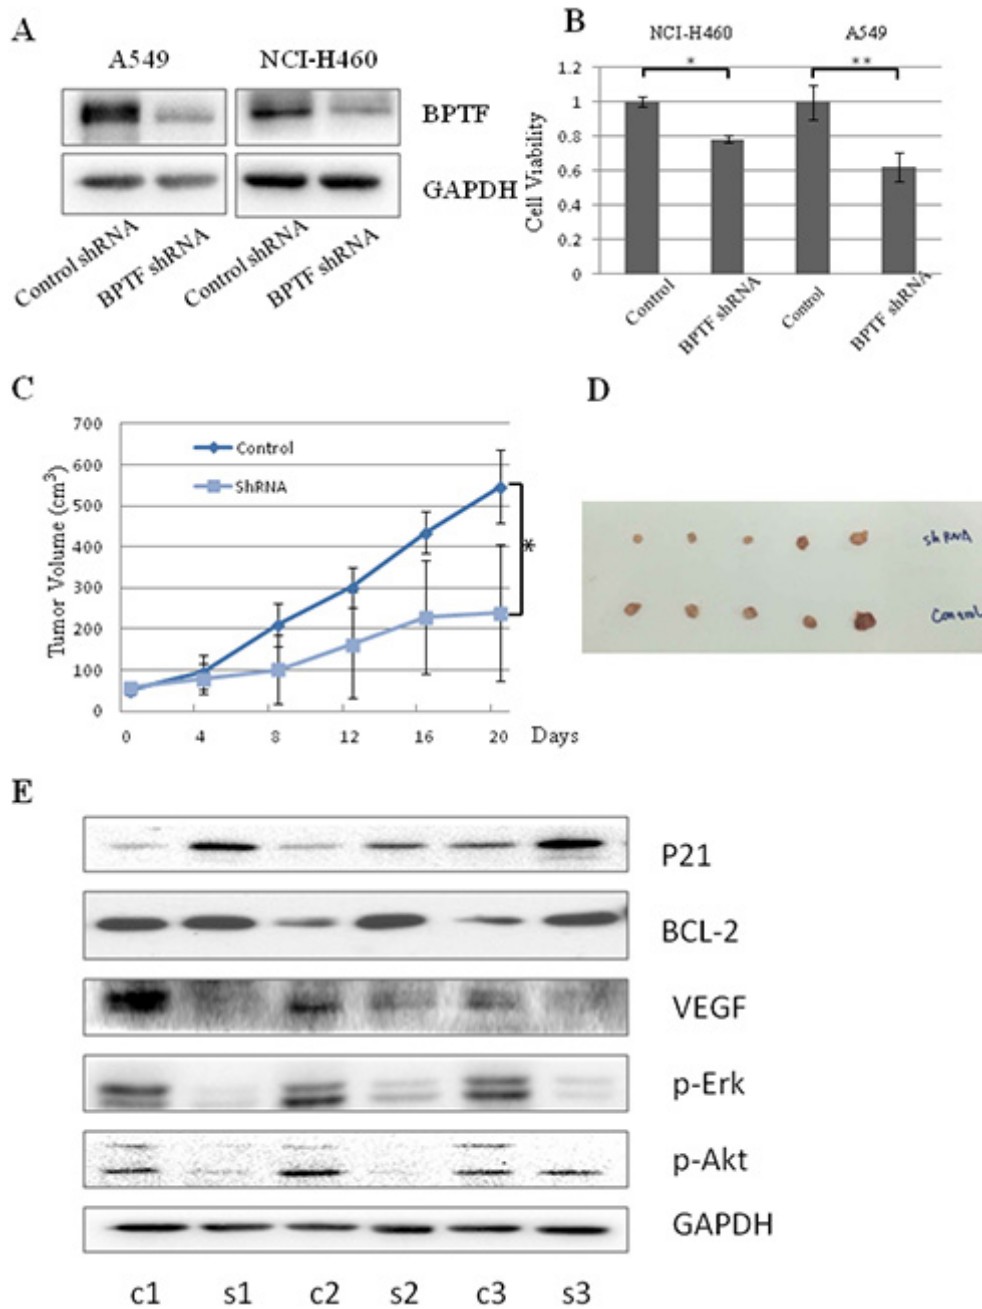 A
A549
NCI-H460
BPTF
GAPDH
Control shRNA
BPTF shRNA
Control shRNA
BPTF shRNA
B
NCI-H460
A549
*
**
Cell Viability
1.2
1
0.8
0.6
0.4
0.2
0
Control
BPTF shRNA
Control
BPTF shRNA
C
Tumor Volume (cm³)
700
600
500
400
300
200
100
0
Control
ShRNA
*
0 4 8 12 16 20 Days
D
shRNA
Control
E
P21
BCL-2
VEGF
p-Erk
p-Akt
GAPDH
c1 s1 c2 s2 c3 s3